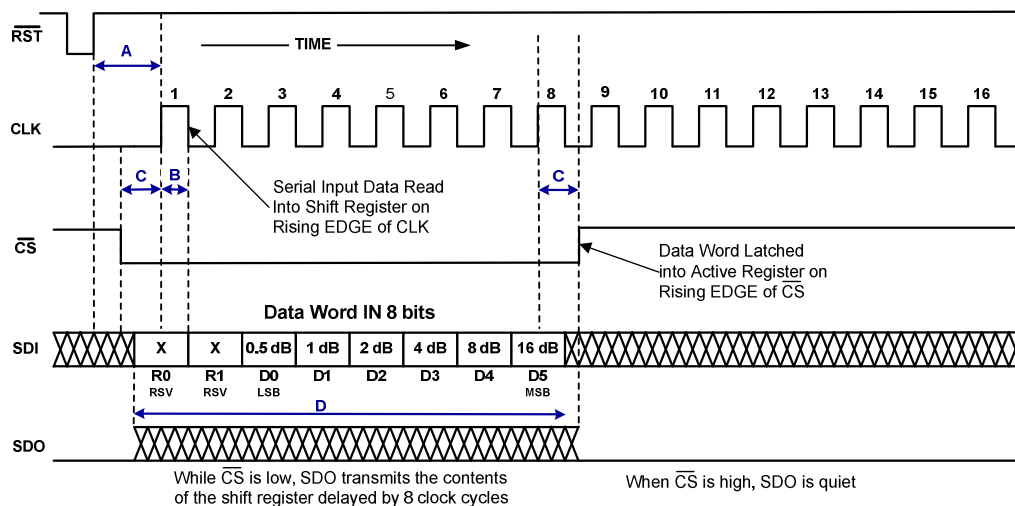 RST
A
TIME
1 2 3 4 5 6 7 8 9 10 11 12 13 14 15 16
CLK
C B C
Serial Input Data Read
Into Shift Register on
Rising EDGE of CLK
CS
Data Word Latched
into Active Register on
Rising EDGE of CS
Data Word IN 8 bits
SDI X X 0.5 dB 1 dB 2 dB 4 dB 8 dB 16 dB
R0 R1 D0 D1 D2 D3 D4 D5
RSV RSV LSB MSB
D
SDO
While CS is low, SDO transmits the contents
of the shift register delayed by 8 clock cycles
When CS is high, SDO is quiet